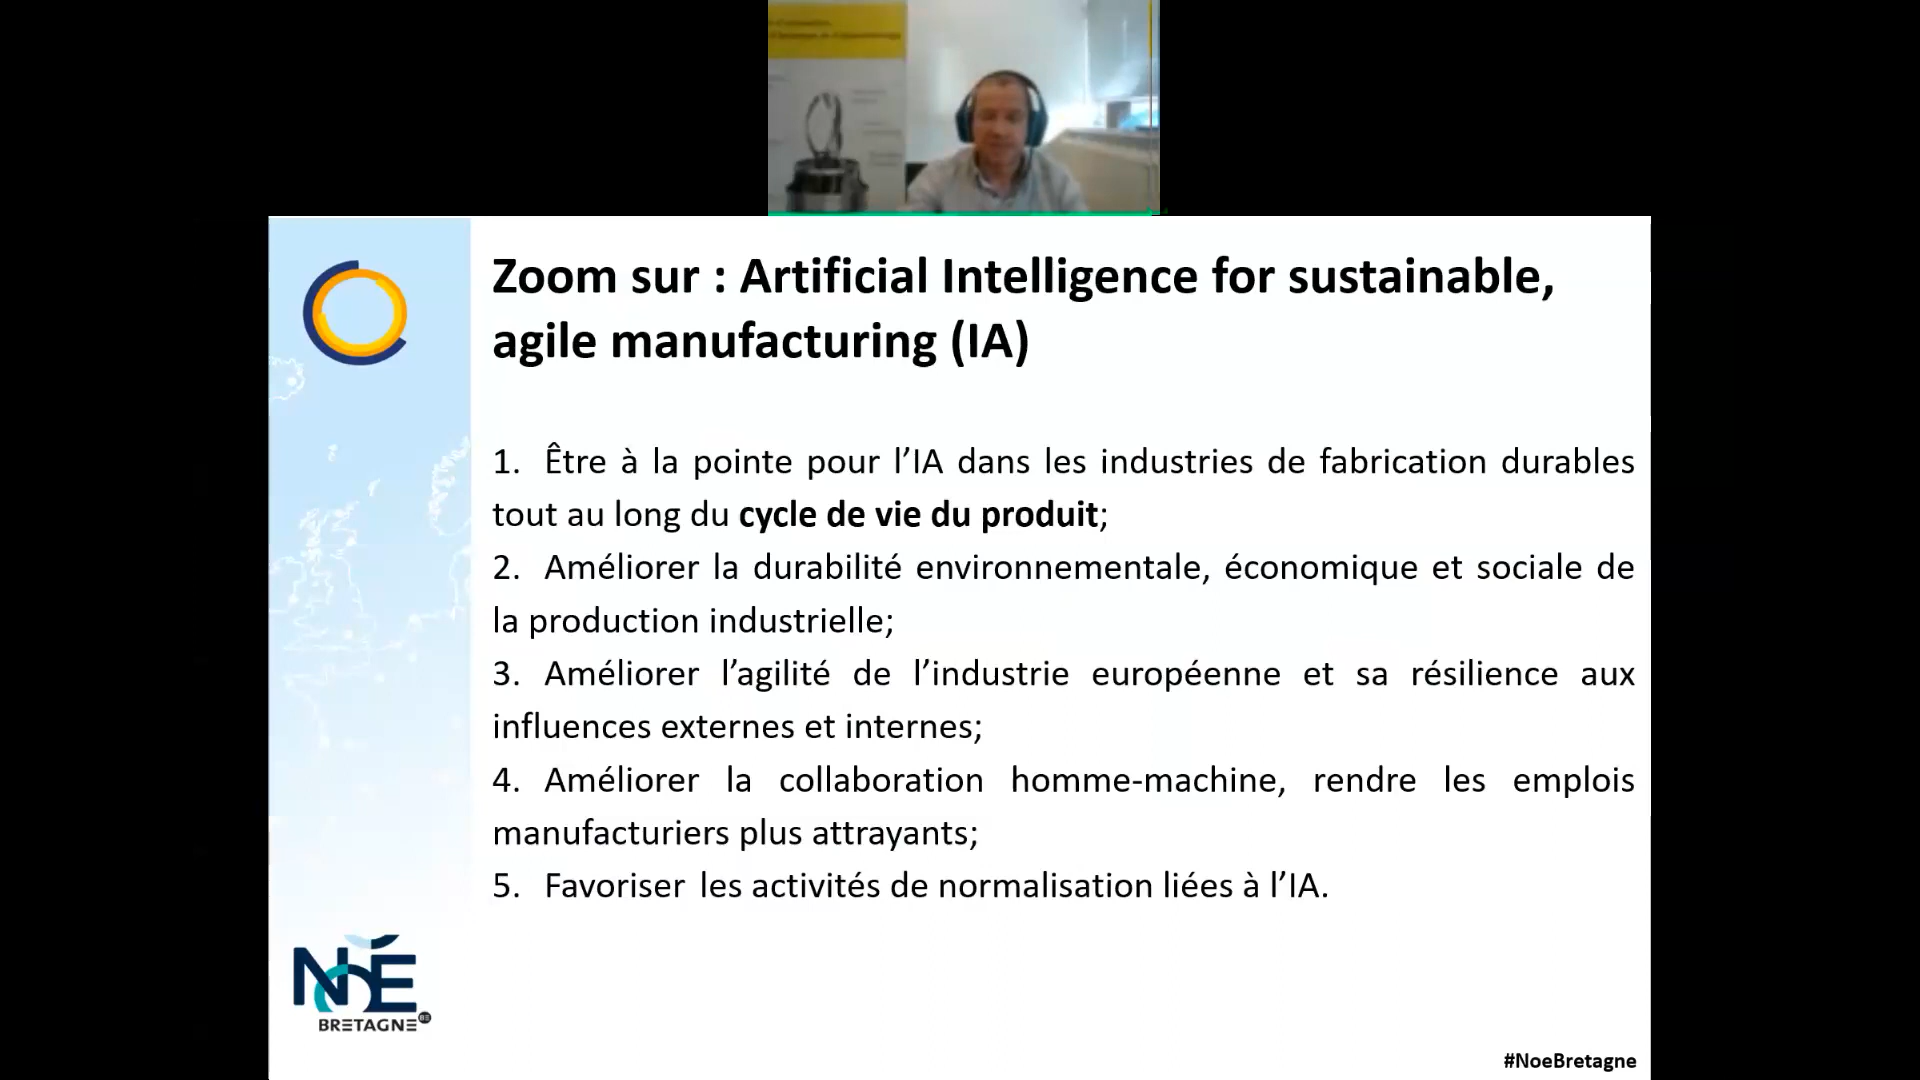 Zoom sur : Artificial Intelligence for sustainable,
agile manufacturing (IA)
1. Être à la pointe pour l’IA dans les industries de fabrication durables
tout au long du cycle de vie du produit;
2. Améliorer la durabilité environnementale, économique et sociale de
la production industrielle;
3. Améliorer l’agilité de l’industrie européenne et sa résilience aux
influences externes et internes;
4. Améliorer la collaboration homme-machine, rendre les emplois
manufacturiers plus attrayants;
5. Favoriser les activités de normalisation liées à l’IA.
NOÉ
BRETAGNE
#NoeBretagne